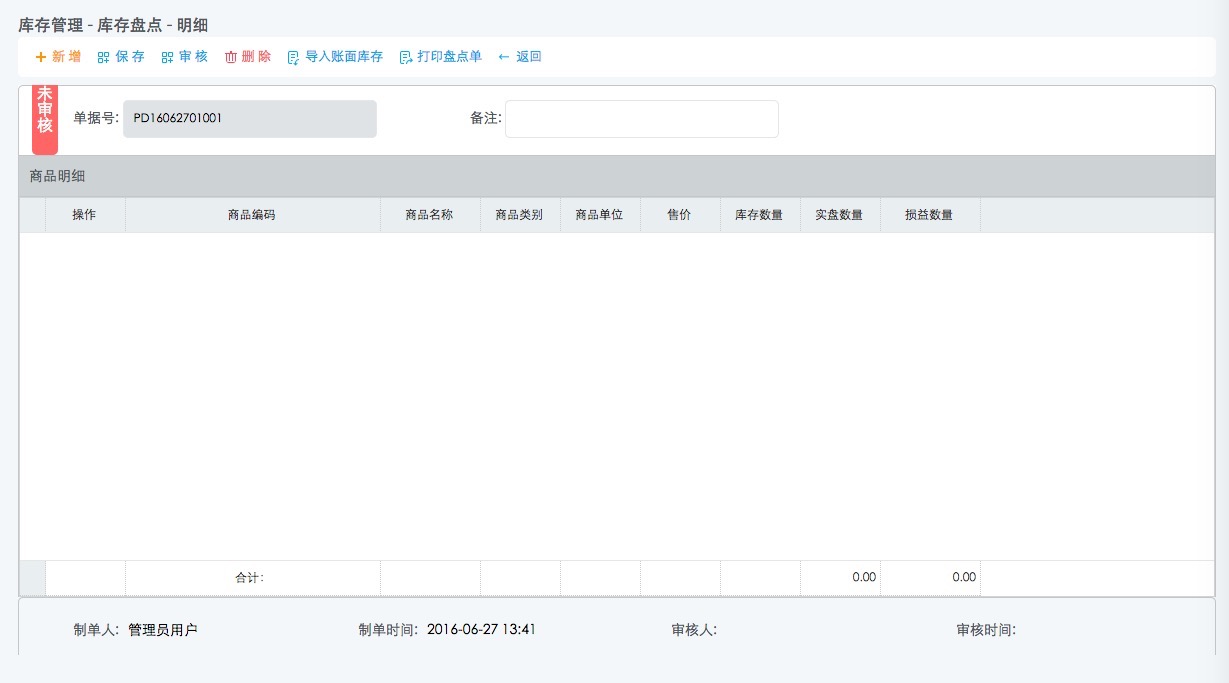 库存管理 - 库存盘点 - 明细
新 增 保 存 审 核 删 除 导入账面库存 打印盘点单 返回
未审核
单据号: PD16062701001 备注:
商品明细
操作 商品编码 商品名称 商品类别 商品单位 售价 库存数量 实盘数量 损益数量
合计: 0.00 0.00
制单人: 管理员用户 制单时间: 2016-06-27 13:41 审核人: 审核时间: